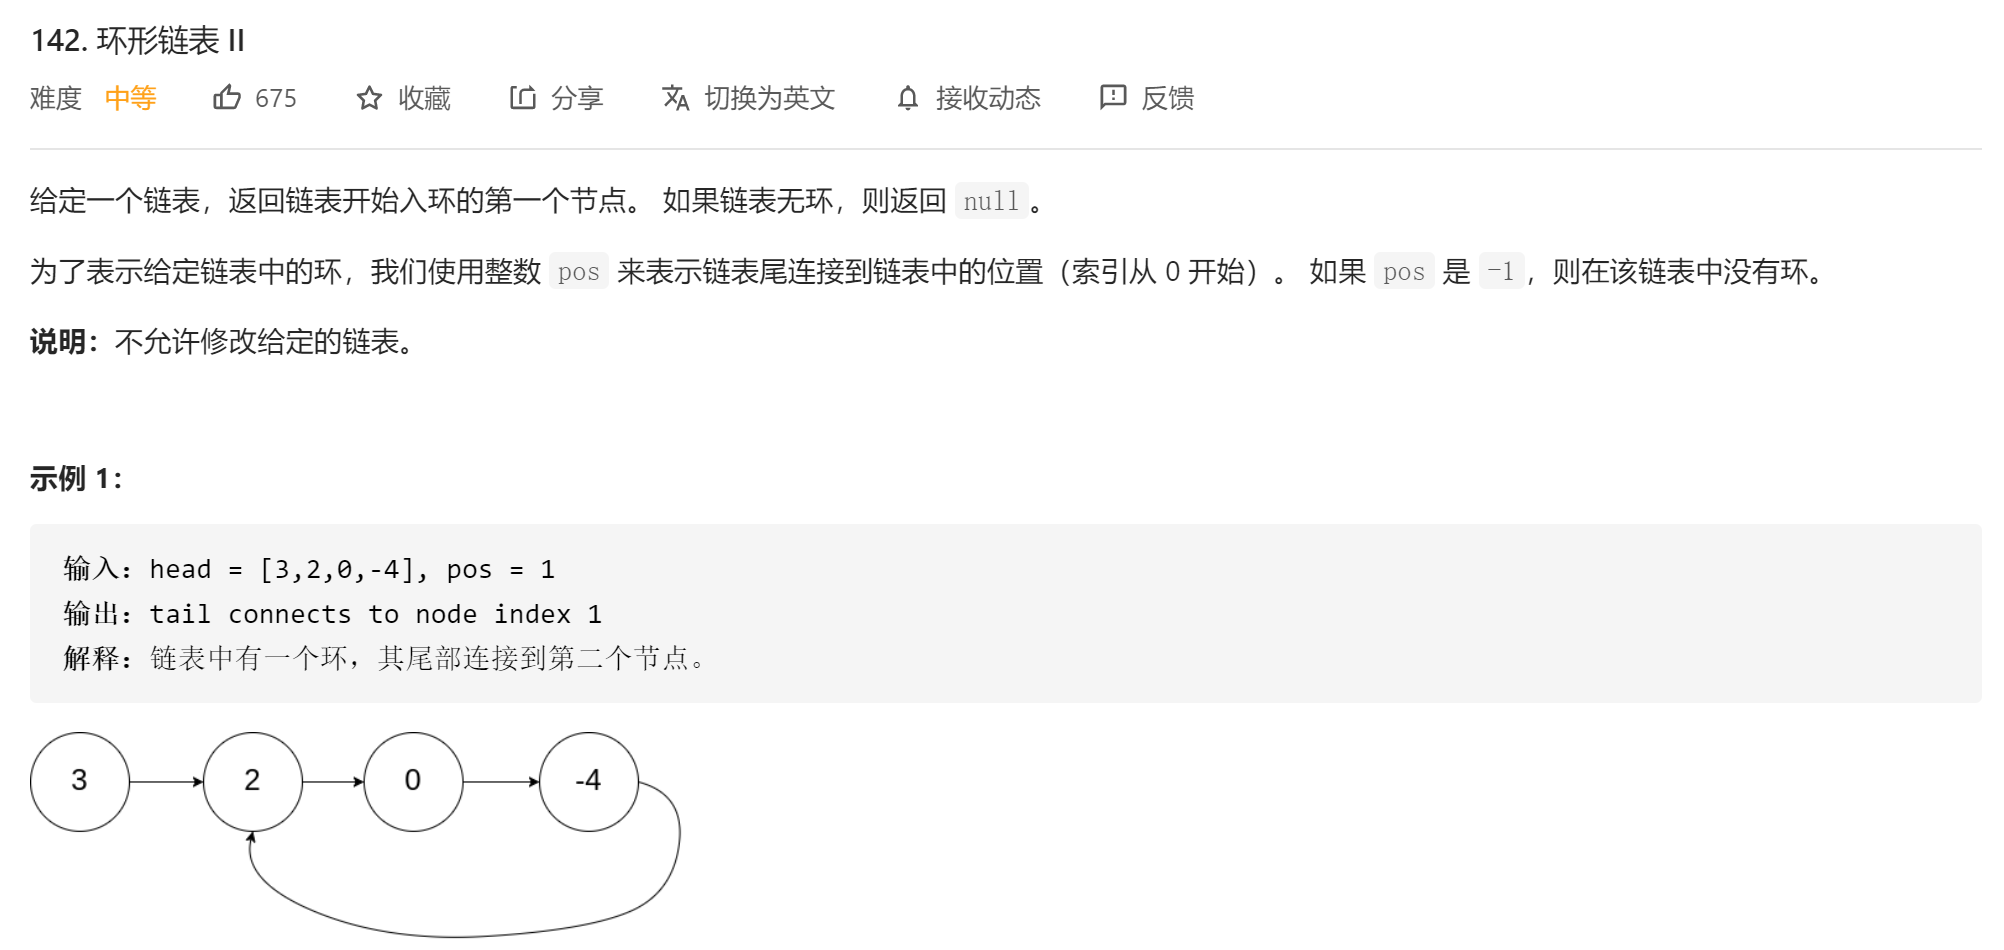 142. 环形链表 II
难度 中等 675 收藏 分享 切换为英文 接收动态 反馈
给定一个链表，返回链表开始入环的第一个节点。 如果链表无环，则返回 null。
为了表示给定链表中的环，我们使用整数 pos 来表示链表尾连接到链表中的位置（索引从 0 开始）。 如果 pos 是 -1，则在该链表中没有环。
说明：不允许修改给定的链表。
示例 1：
输入：head = [3,2,0,-4], pos = 1
输出：tail connects to node index 1
解释：链表中有一个环，其尾部连接到第二个节点。
3 2 0 -4